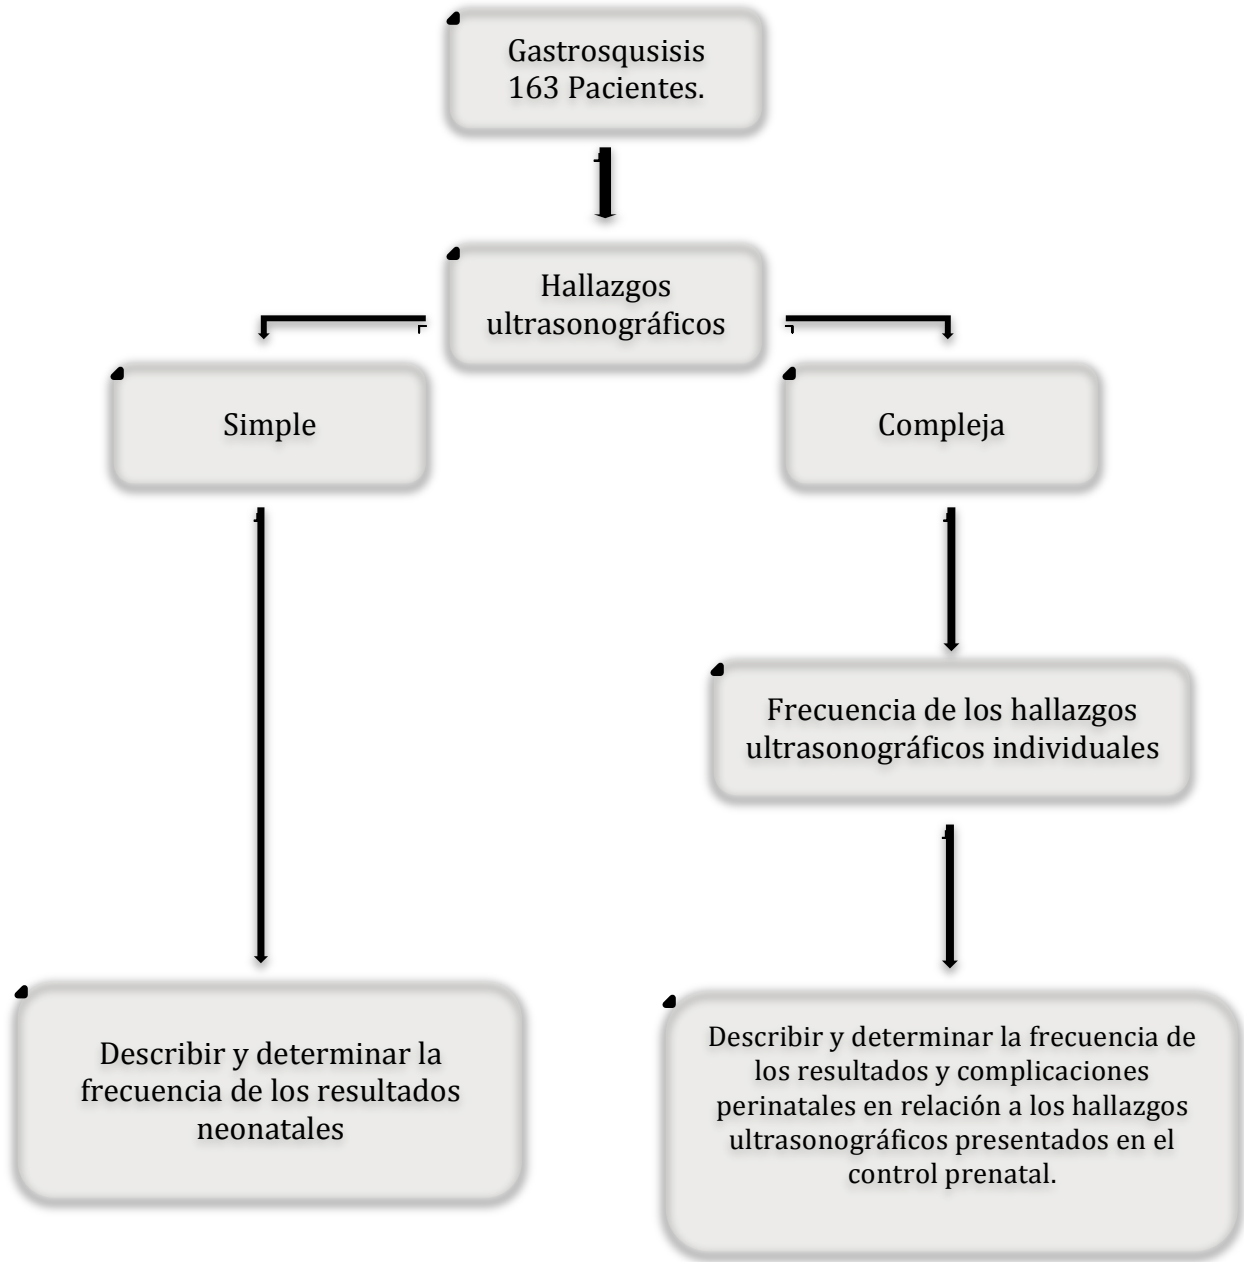 Gastrosqusisis
163 Pacientes.
Hallazgos
ultrasonográficos
Simple
Compleja
Frecuencia de los hallazgos
ultrasonográficos individuales
Describir y determinar la
frecuencia de los resultados
neonatales
Describir y determinar la frecuencia de
los resultados y complicaciones
perinatales en relación a los hallazgos
ultrasonográficos presentados en el
control prenatal.